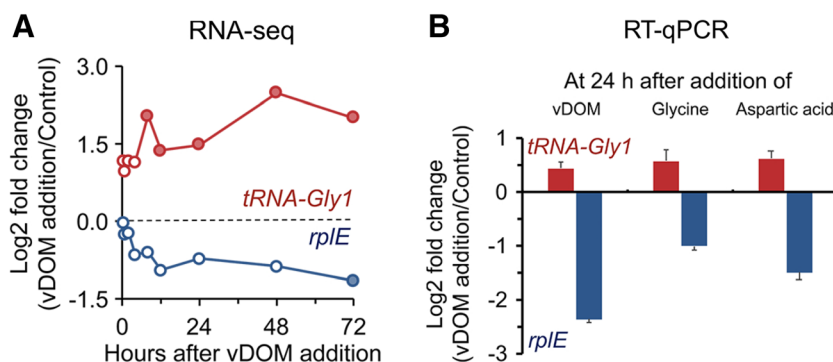 A
RNA-seq
Log2 fold change
(vDOM addition/Control)
3.0
1.5
0.0
-1.5
tRNA-Gly1
rplE
0
24
48
72
Hours after vDOM addition
B
RT-qPCR
At 24 h after addition of
vDOM
Glycine
Aspartic acid
Log2 fold change
(vDOM addition/Control)
1
0
-1
-2
-3
tRNA-Gly1
rplE